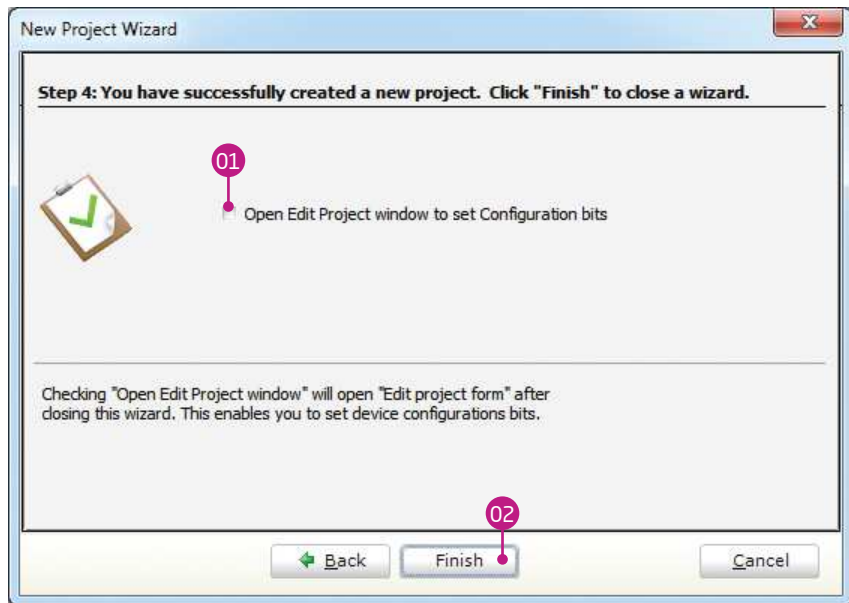 New Project Wizard
Step 4: You have successfully created a new project. Click "Finish" to close a wizard.
01
Open Edit Project window to set Configuration bits
Checking "Open Edit Project window" will open "Edit project form" after
closing this wizard. This enables you to set device configurations bits.
02
Back
Finish
Cancel